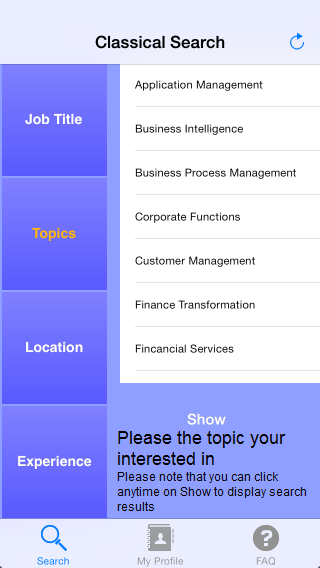 Classical Search
Job Title
Topics
Location
Experience
Application Management
Business Intelligence
Business Process Management
Corporate Functions
Customer Management
Finance Transformation
Fincancial Services
Show
Please the topic your
interested in
Please note that you can click
anytime on Show to display search
results
Search
My Profile
FAQ